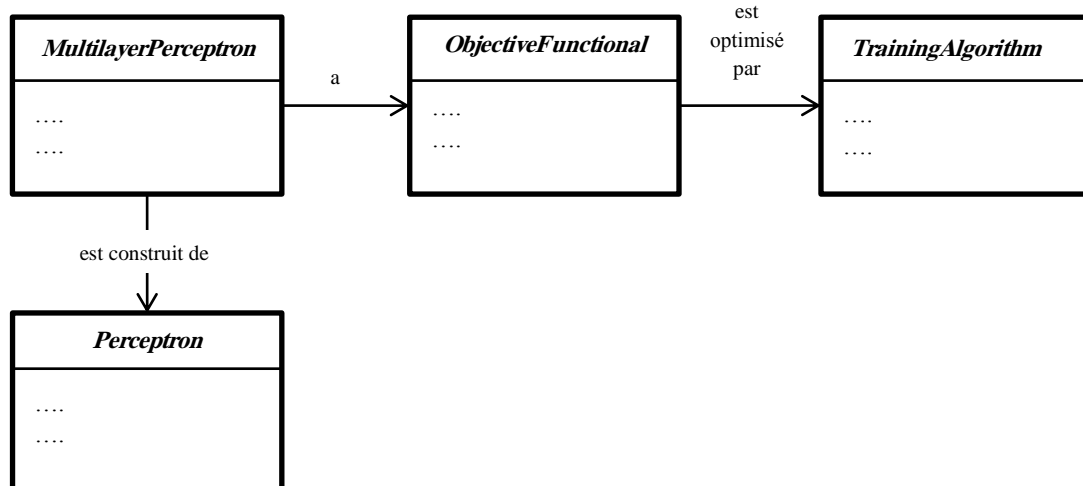 MultilayerPerceptron
....
....
a
ObjectiveFunctional
....
....
est
optimisé
par
TrainingAlgorithm
....
....
est construit de
Perceptron
....
....